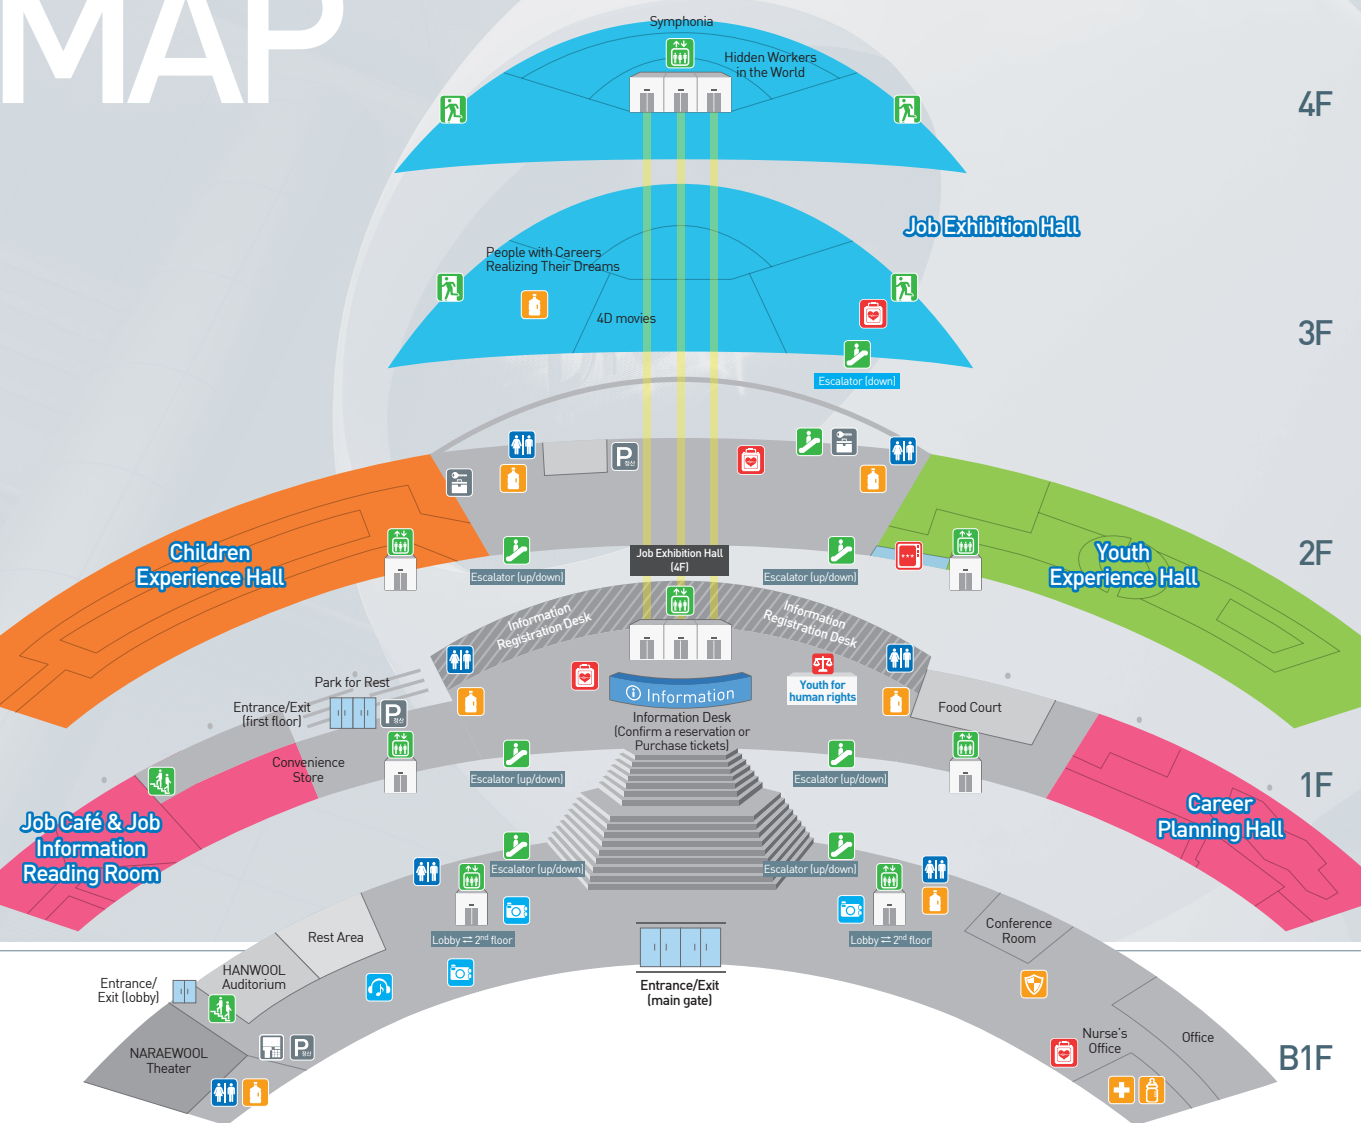 MAP
Symphonia
Hidden Workers
in the World
4F
Job Exhibition Hall
People with Careers
Realizing Their Dreams
4D movies
3F
Escalator (down)
P
정산
Children
Experience Hall
Escalator (up/down)
Job Exhibition Hall
(4F)
Escalator (up/down)
Youth
Experience Hall
2F
Information
Registration Desk
Information
Registration Desk
Park for Rest
Entrance/Exit
(first floor)
P
정산
Information
Youth for
human rights
Information Desk
(Confirm a reservation or
Purchase tickets)
Food Court
Convenience
Store
Escalator (up/down)
Escalator (up/down)
1F
Job Café & Job
Information
Reading Room
Career
Planning Hall
Escalator (up/down)
Escalator (up/down)
Lobby ⇄ 2nd floor
Lobby ⇄ 2nd floor
Rest Area
Conference
Room
HANWOOL
Auditorium
Entrance/
Exit (lobby)
Entrance/Exit
(main gate)
NARAEWOOL
Theater
P
정산
Nurse's
Office
Office
B1F